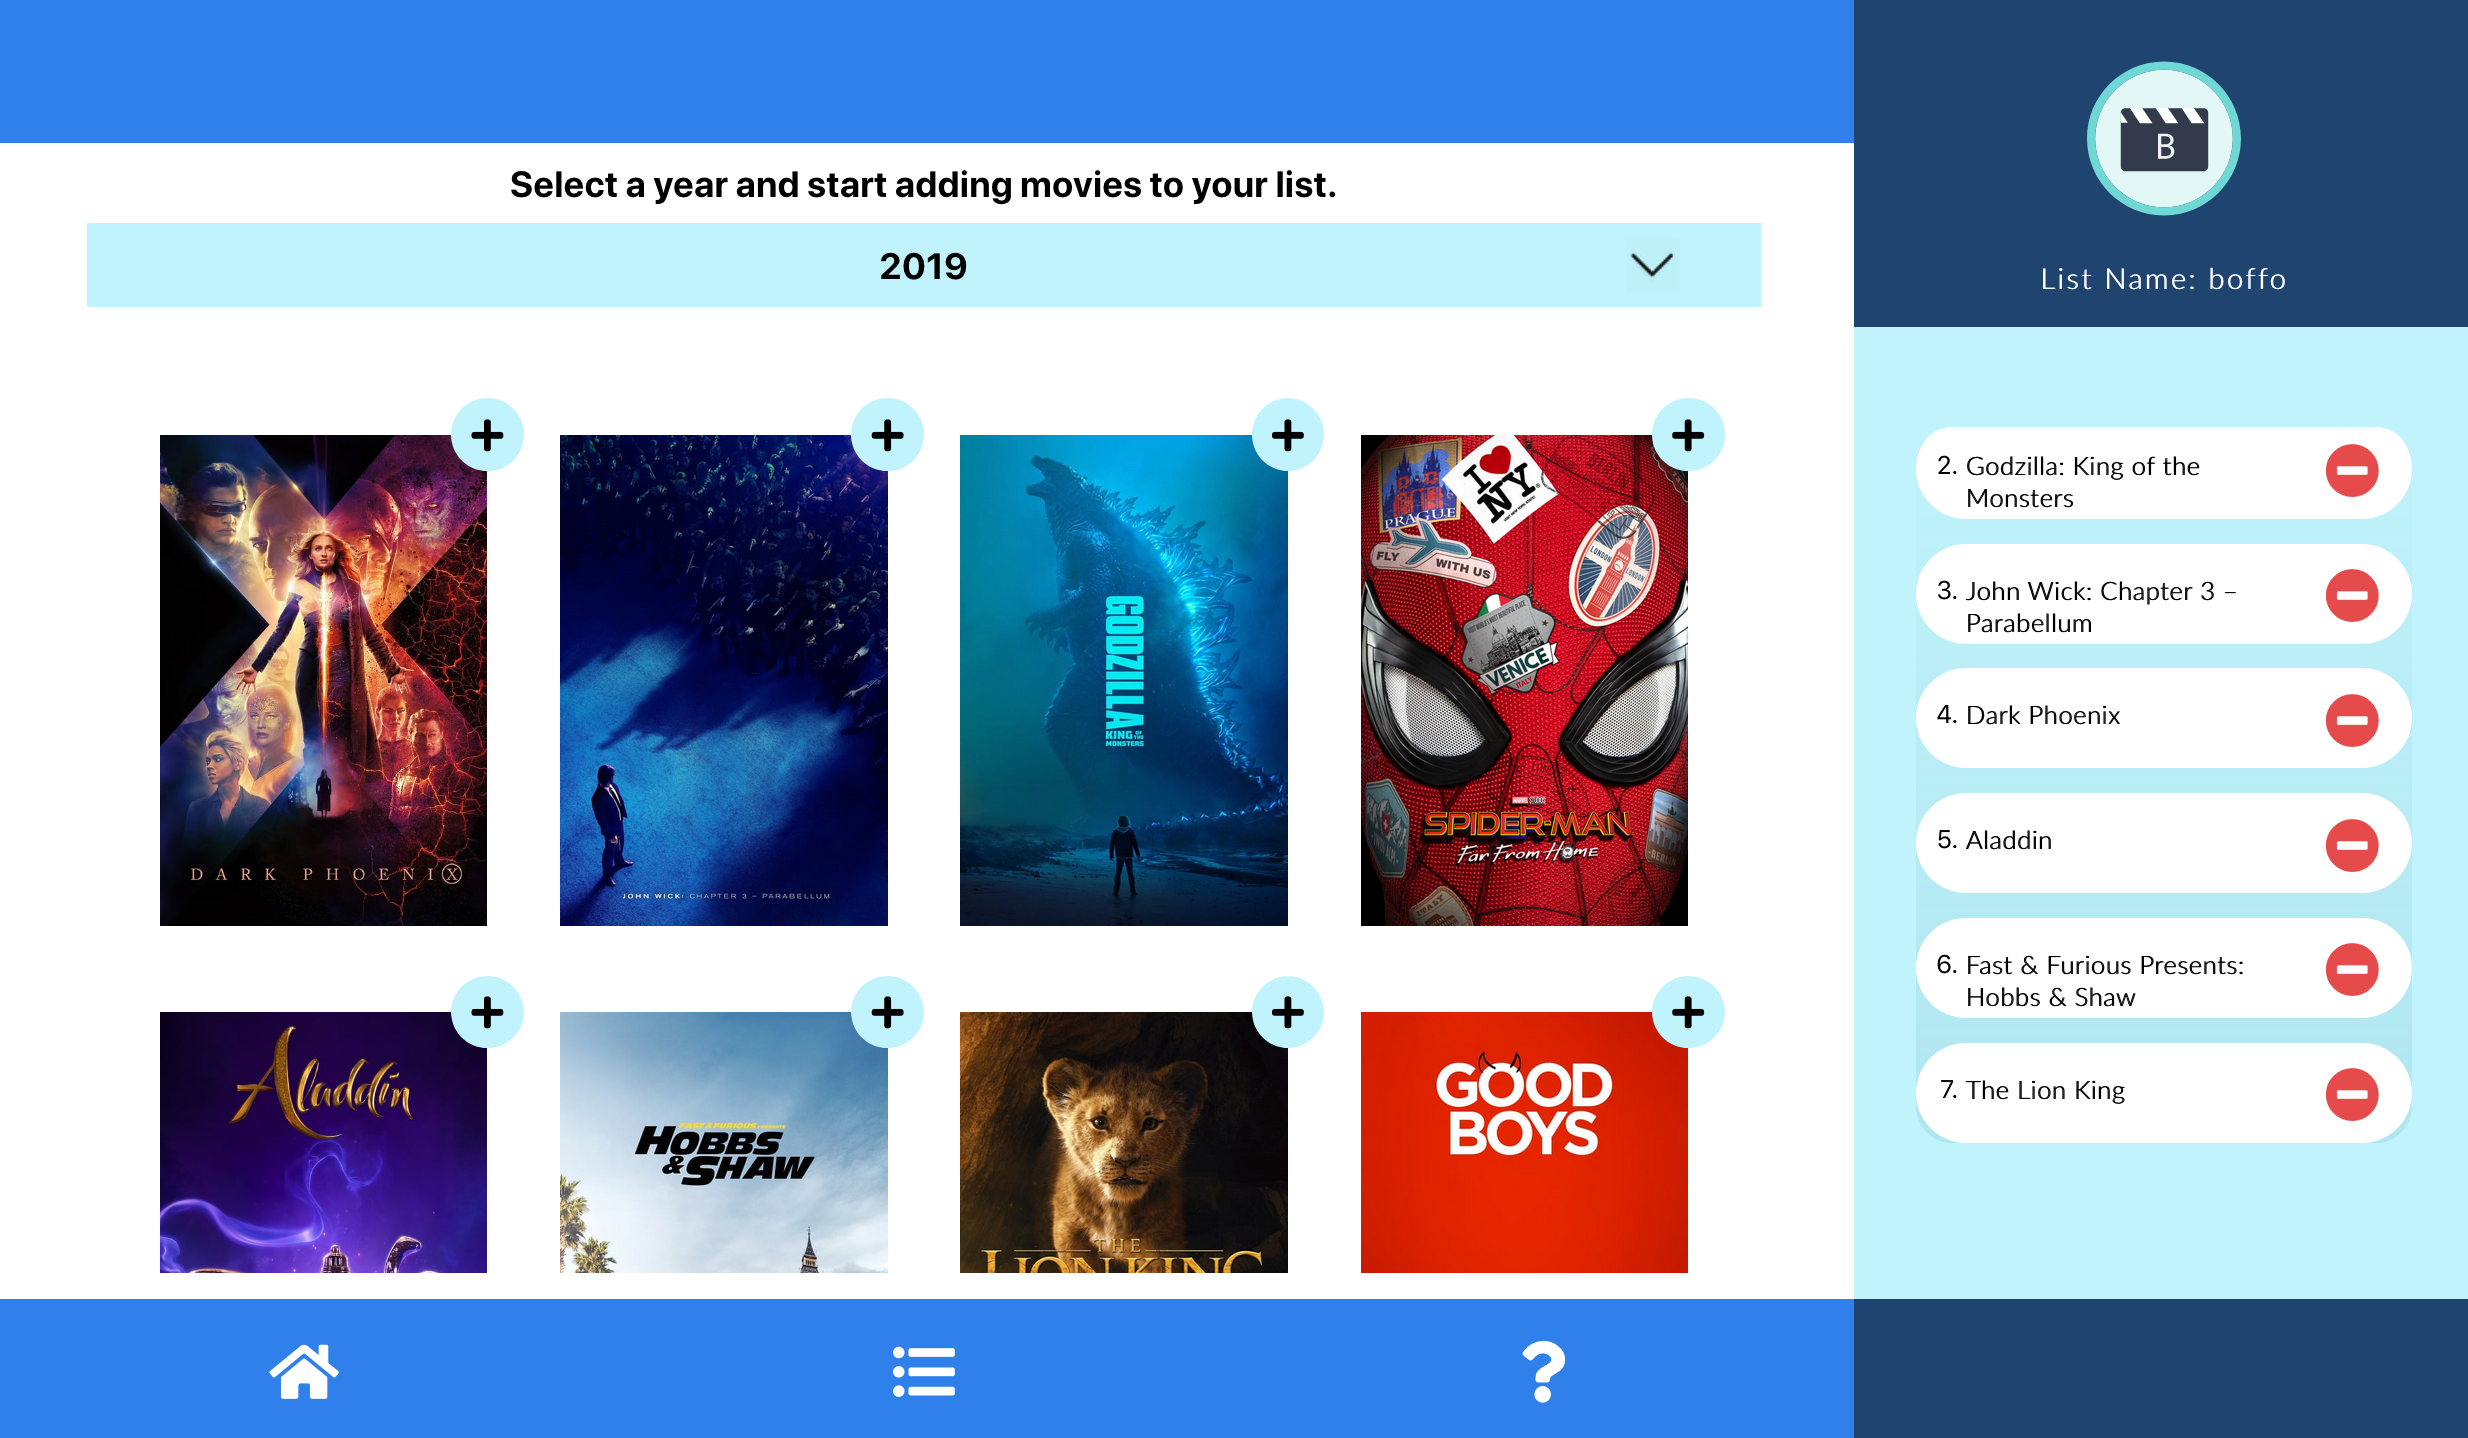 Select a year and start adding movies to your list.
2019
DARK PHOENIX
JOHN WICK: CHAPTER 3 – PARABELLUM
GODZILLA
KING OF THE
MONSTERS
I NY
PRAGUE
BERLIN
FLY
WITH US
LONDON
LONDON
VENICE
ITALY
MARVEL STUDIOS
SPIDER-MAN
Far From Home
BERLIN
ITALY
Aladdin
FAST & FURIOUS PRESENTS
HOBBS
& SHAW
THE
LION KING
GOOD
BOYS
B
List Name: boffo
2. Godzilla: King of the
Monsters
3. John Wick: Chapter 3 –
Parabellum
4. Dark Phoenix
5. Aladdin
6. Fast & Furious Presents:
Hobbs & Shaw
7. The Lion King